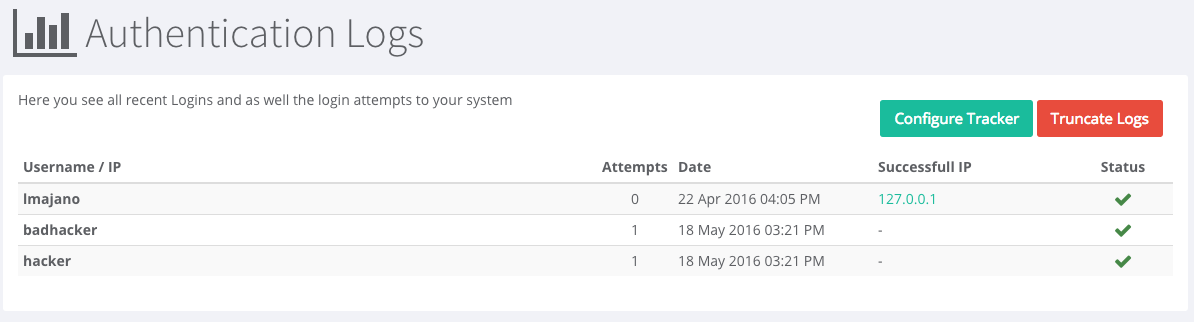 Authentication Logs
Here you see all recent Logins and as well the login attempts to your system
Configure Tracker Truncate Logs
Username / IP Attempts Date Successfull IP Status
lmajano 0 22 Apr 2016 04:05 PM 127.0.0.1
badhacker 1 18 May 2016 03:21 PM -
hacker 1 18 May 2016 03:21 PM -